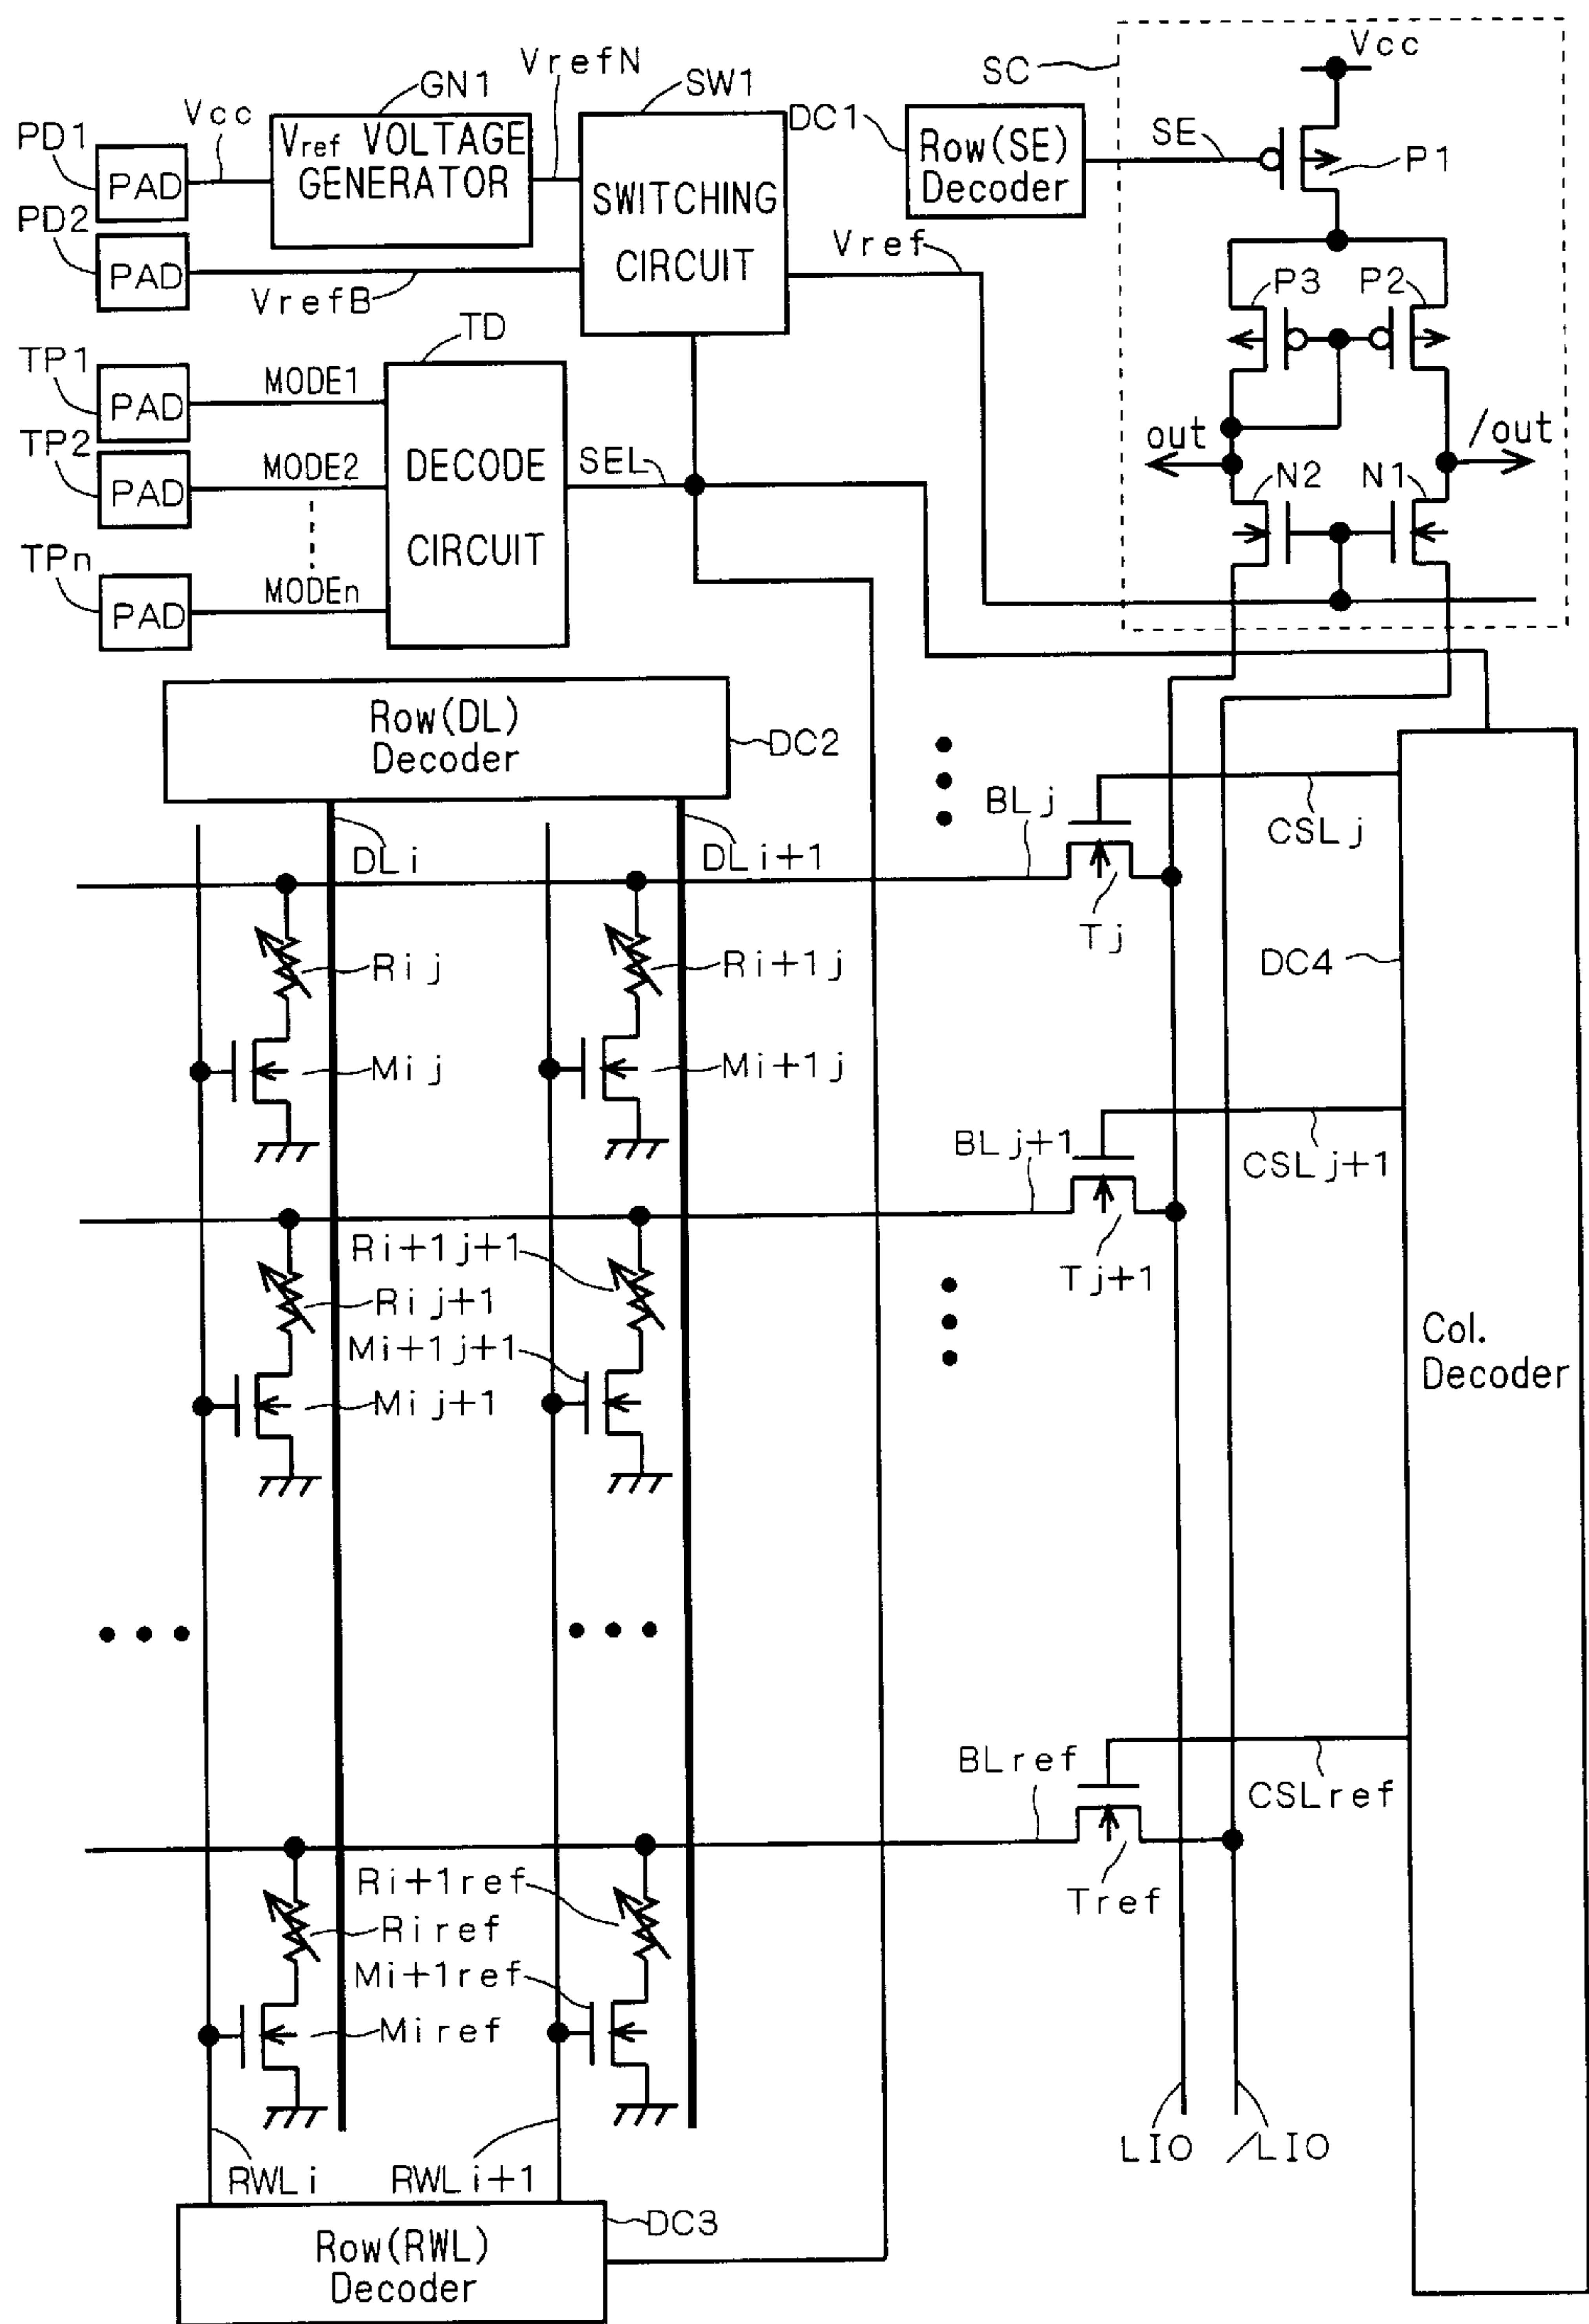 VrefN
Vcc
SC
GN1
SW1
Vcc
DC1
PD1
PAD
Vref VOLTAGE
GENERATOR
SWITCHING
CIRCUIT
Row(SE)
Decoder
SE
P1
PD2
PAD
VrefB
Vref
P3
P2
TD
TP1
PAD
MODE1
TP2
PAD
MODE2
DECODE
CIRCUIT
SEL
out
/out
N2
N1
TPn
PAD
MODEn
Row(DL)
Decoder
DC2
DLi
DLi+1
BLj
CSLj
Tj
DC4
Rij
Ri+1j
Mij
Mi+1j
BLj+1
CSLj+1
Tj+1
Ri+1j+1
Rij+1
Mi+1j+1
Mij+1
Col.
Decoder
BLref
CSLref
Tref
Ri+1ref
Riref
Mi+1ref
Miref
LIO
/LIO
RWLi
RWLi+1
DC3
Row(RWL)
Decoder